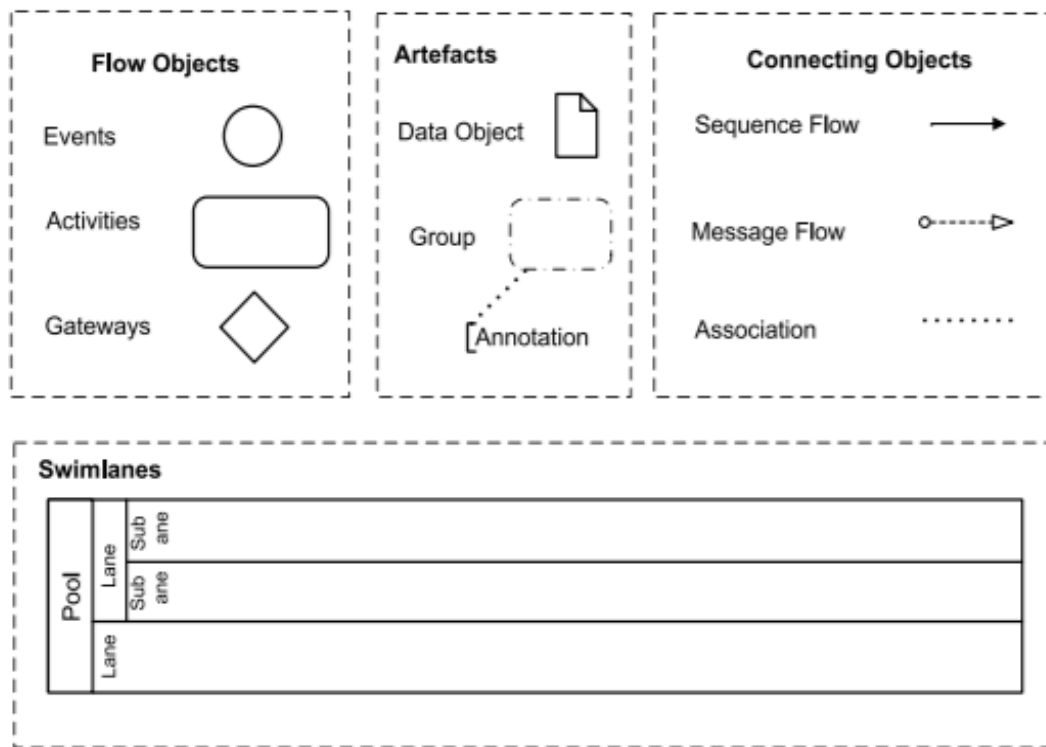 Flow Objects
Events
Activities
Gateways
Artefacts
Data Object
Group
Annotation
Connecting Objects
Sequence Flow
Message Flow
Association
Swimlanes
Pool
Lane
Sub
ane
Sub
ane
Lane